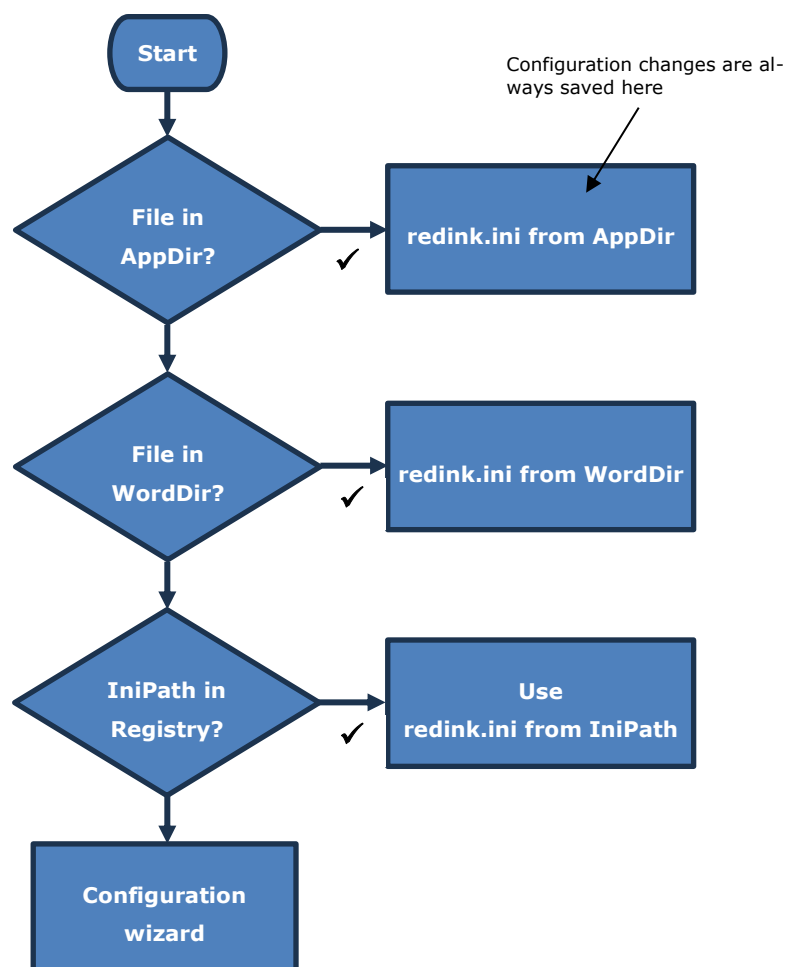 Start
Configuration changes are al-
ways saved here
File in
AppDir?
redink.ini from AppDir
File in
WordDir?
redink.ini from WordDir
IniPath in
Registry?
Use
redink.ini from IniPath
Configuration
wizard